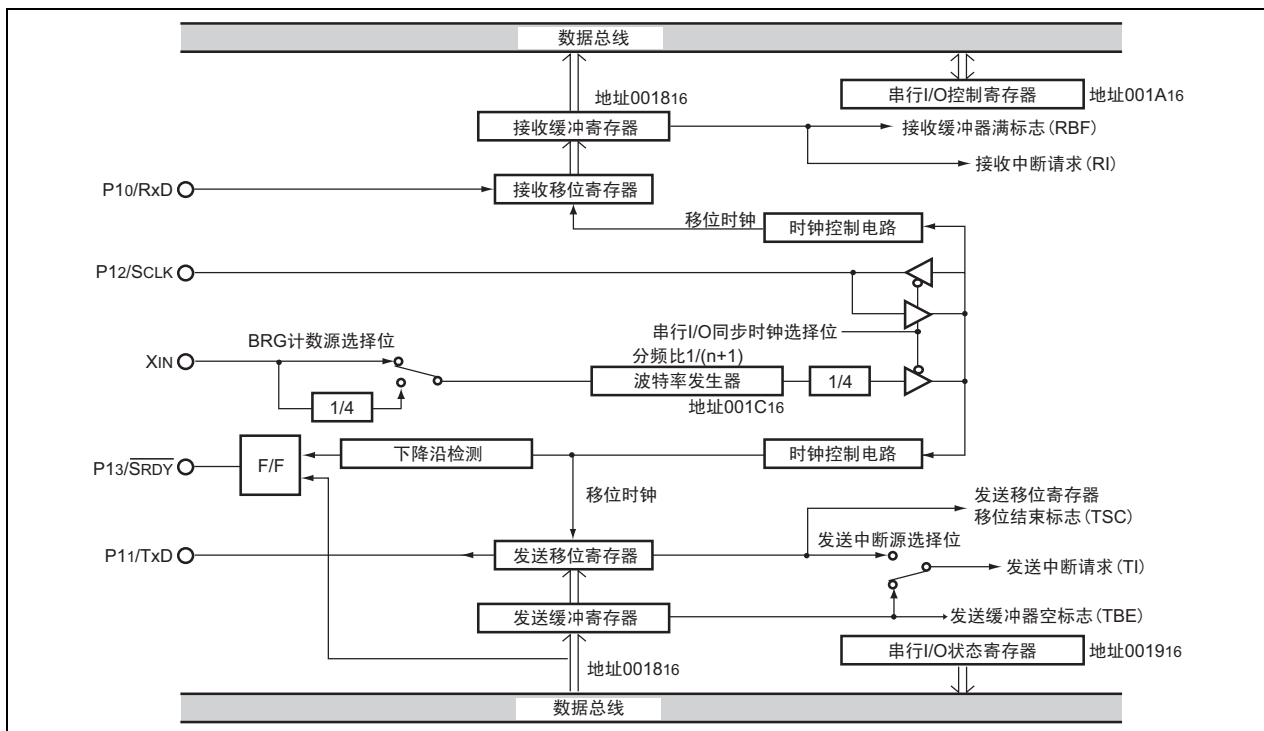 数据总线
地址001816
串行I/O控制寄存器
地址001A16
接收缓冲寄存器
接收缓冲器满标志(RBF)
接收中断请求(RI)
P10/RxD
接收移位寄存器
移位时钟
时钟控制电路
P12/SCLK
串行I/O同步时钟选择位
BRG计数源选择位
XIN
分频比1/(n+1)
波特率发生器
1/4
1/4
地址001C16
P13/SRDY
F/F
下降沿检测
时钟控制电路
移位时钟
发送移位寄存器
移位结束标志(TSC)
发送中断源选择位
P11/TxD
发送移位寄存器
发送中断请求(TI)
发送缓冲寄存器
发送缓冲器空标志(TBE)
串行I/O状态寄存器
地址001916
地址001816
数据总线